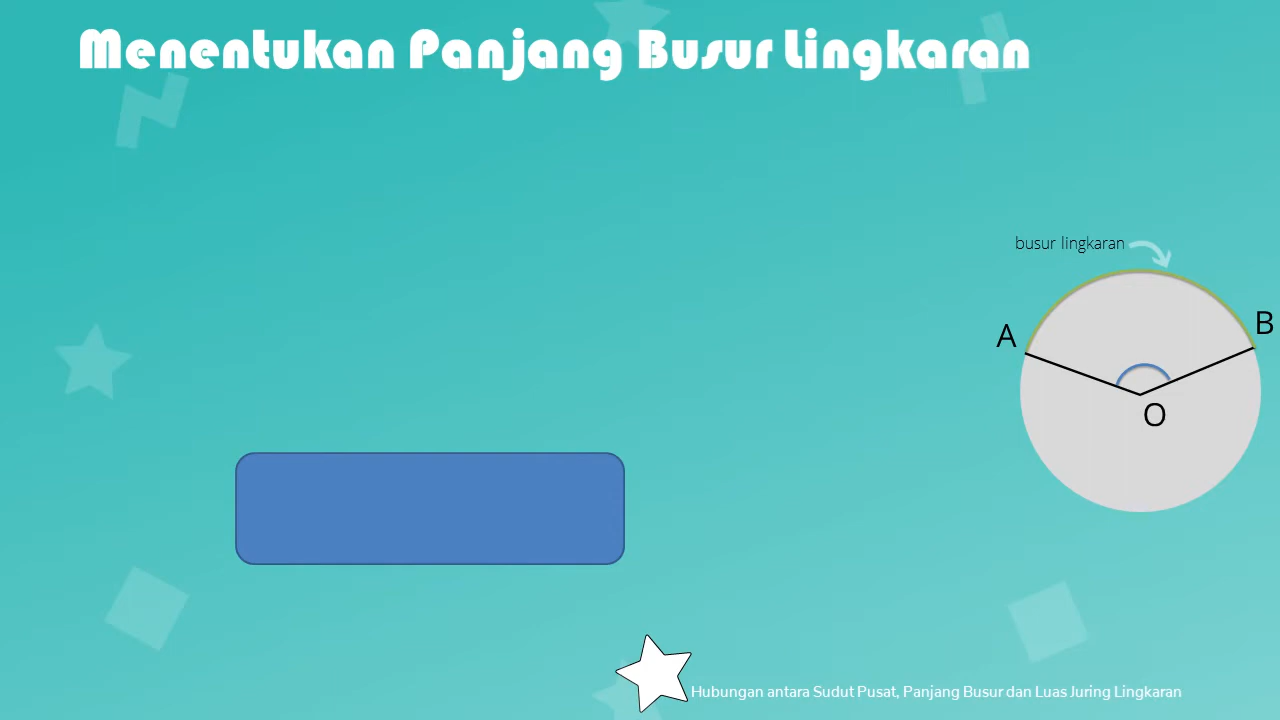 Menentukan Panjang Busur Lingkaran
busur lingkaran
A
B
O
Hubungan antara Sudut Pusat, Panjang Busur dan Luas Juring Lingkaran